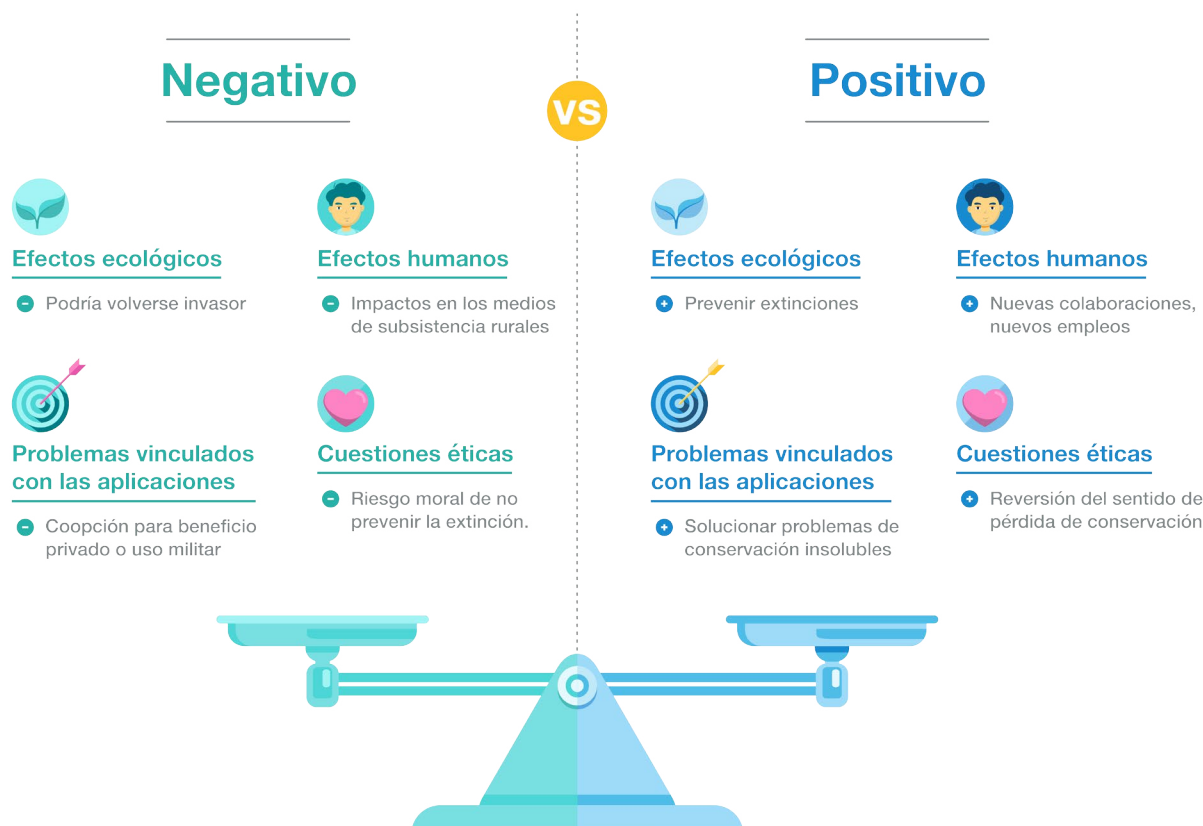 Negativo
VS
Positivo
Efectos ecológicos
Podría volverse invasor
Efectos humanos
Impactos en los medios
de subsistencia rurales
Problemas vinculados
con las aplicaciones
Coopción para beneficio
privado o uso militar
Cuestiones éticas
Riesgo moral de no
prevenir la extinción.
Efectos ecológicos
Prevenir extinciones
Efectos humanos
Nuevas colaboraciones,
nuevos empleos
Problemas vinculados
con las aplicaciones
Solucionar problemas de
conservación insolubles
Cuestiones éticas
Reversión del sentido de
pérdida de conservación